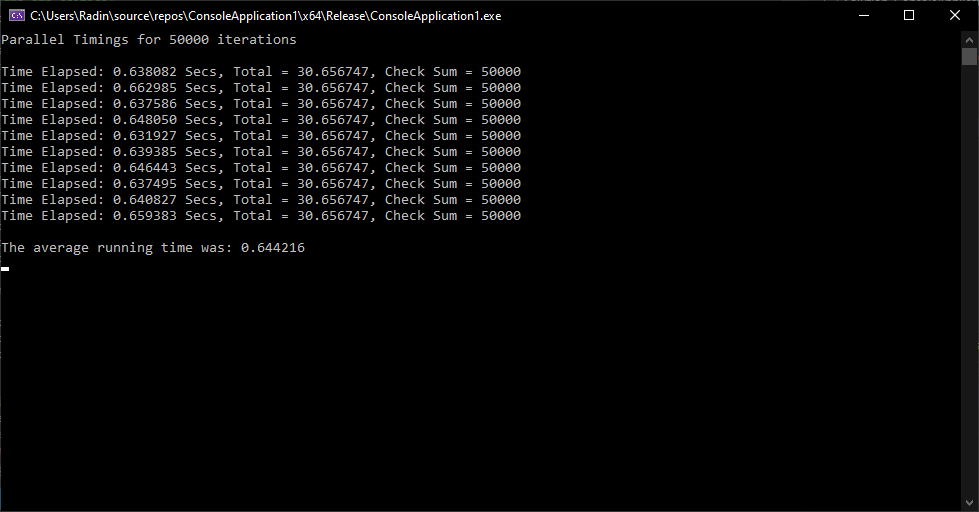 C:\Users\Radin\source\repos\ConsoleApplication1\x64\Release\ConsoleApplication1.exe
Parallel Timings for 50000 iterations
Time Elapsed: 0.638082 Secs, Total = 30.656747, Check Sum = 50000
Time Elapsed: 0.662985 Secs, Total = 30.656747, Check Sum = 50000
Time Elapsed: 0.637586 Secs, Total = 30.656747, Check Sum = 50000
Time Elapsed: 0.648050 Secs, Total = 30.656747, Check Sum = 50000
Time Elapsed: 0.631927 Secs, Total = 30.656747, Check Sum = 50000
Time Elapsed: 0.639385 Secs, Total = 30.656747, Check Sum = 50000
Time Elapsed: 0.646443 Secs, Total = 30.656747, Check Sum = 50000
Time Elapsed: 0.637495 Secs, Total = 30.656747, Check Sum = 50000
Time Elapsed: 0.640827 Secs, Total = 30.656747, Check Sum = 50000
Time Elapsed: 0.659383 Secs, Total = 30.656747, Check Sum = 50000
The average running time was: 0.644216